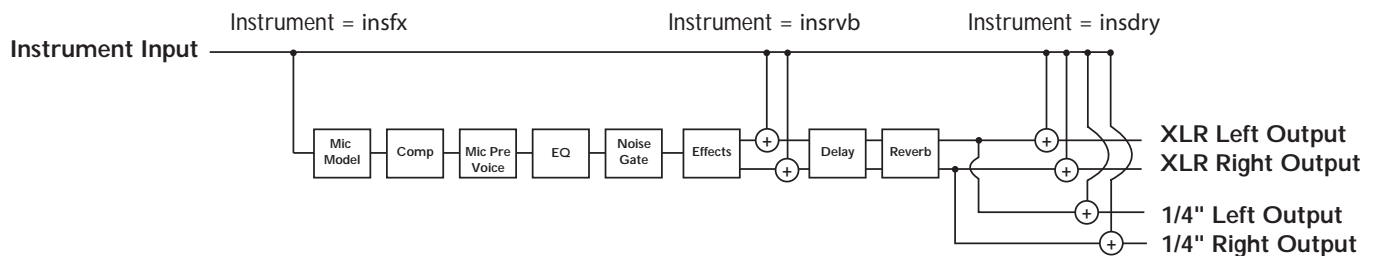 Instrument = insfx
Instrument = insrvb
Instrument = insdry
Instrument Input
Mic
Model
Comp
Mic Pre
Voice
EQ
Noise
Gate
Effects
+
+
Delay
Reverb
+
+
+
+
XLR Left Output
XLR Right Output
1/4" Left Output
1/4" Right Output